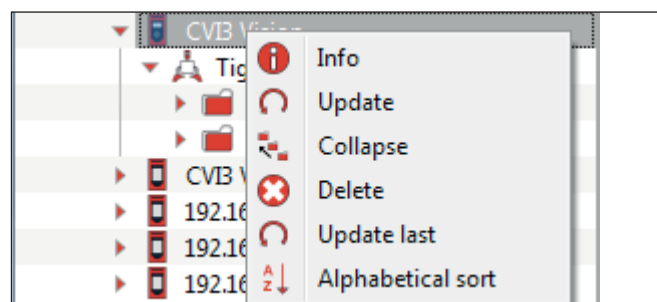 CVI3 Vision
Tig
CVI3 V
192.16
192.16
192.16
Info
Update
Collapse
Delete
Update last
Alphabetical sort